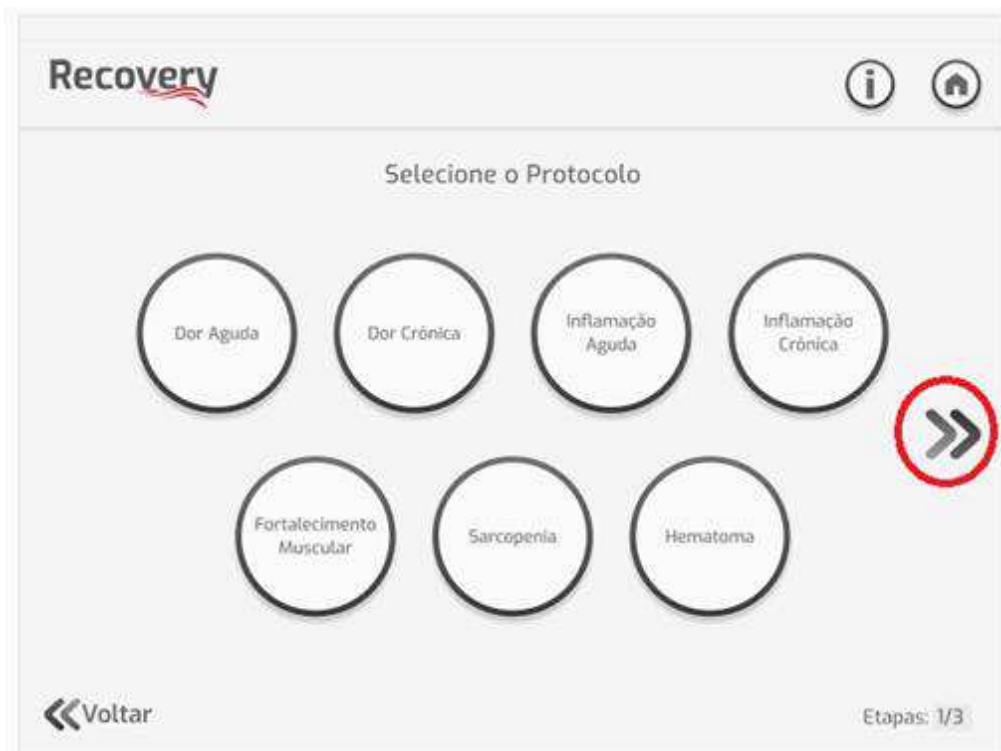 Recovery
Selecione o Protocolo
Dor Aguda
Dor Crônica
Inflamação
Aguda
Inflamação
Crônica
Fortalecimento
Muscular
Sarcopenia
Hematoma
Voltar
Etapas: 1/3